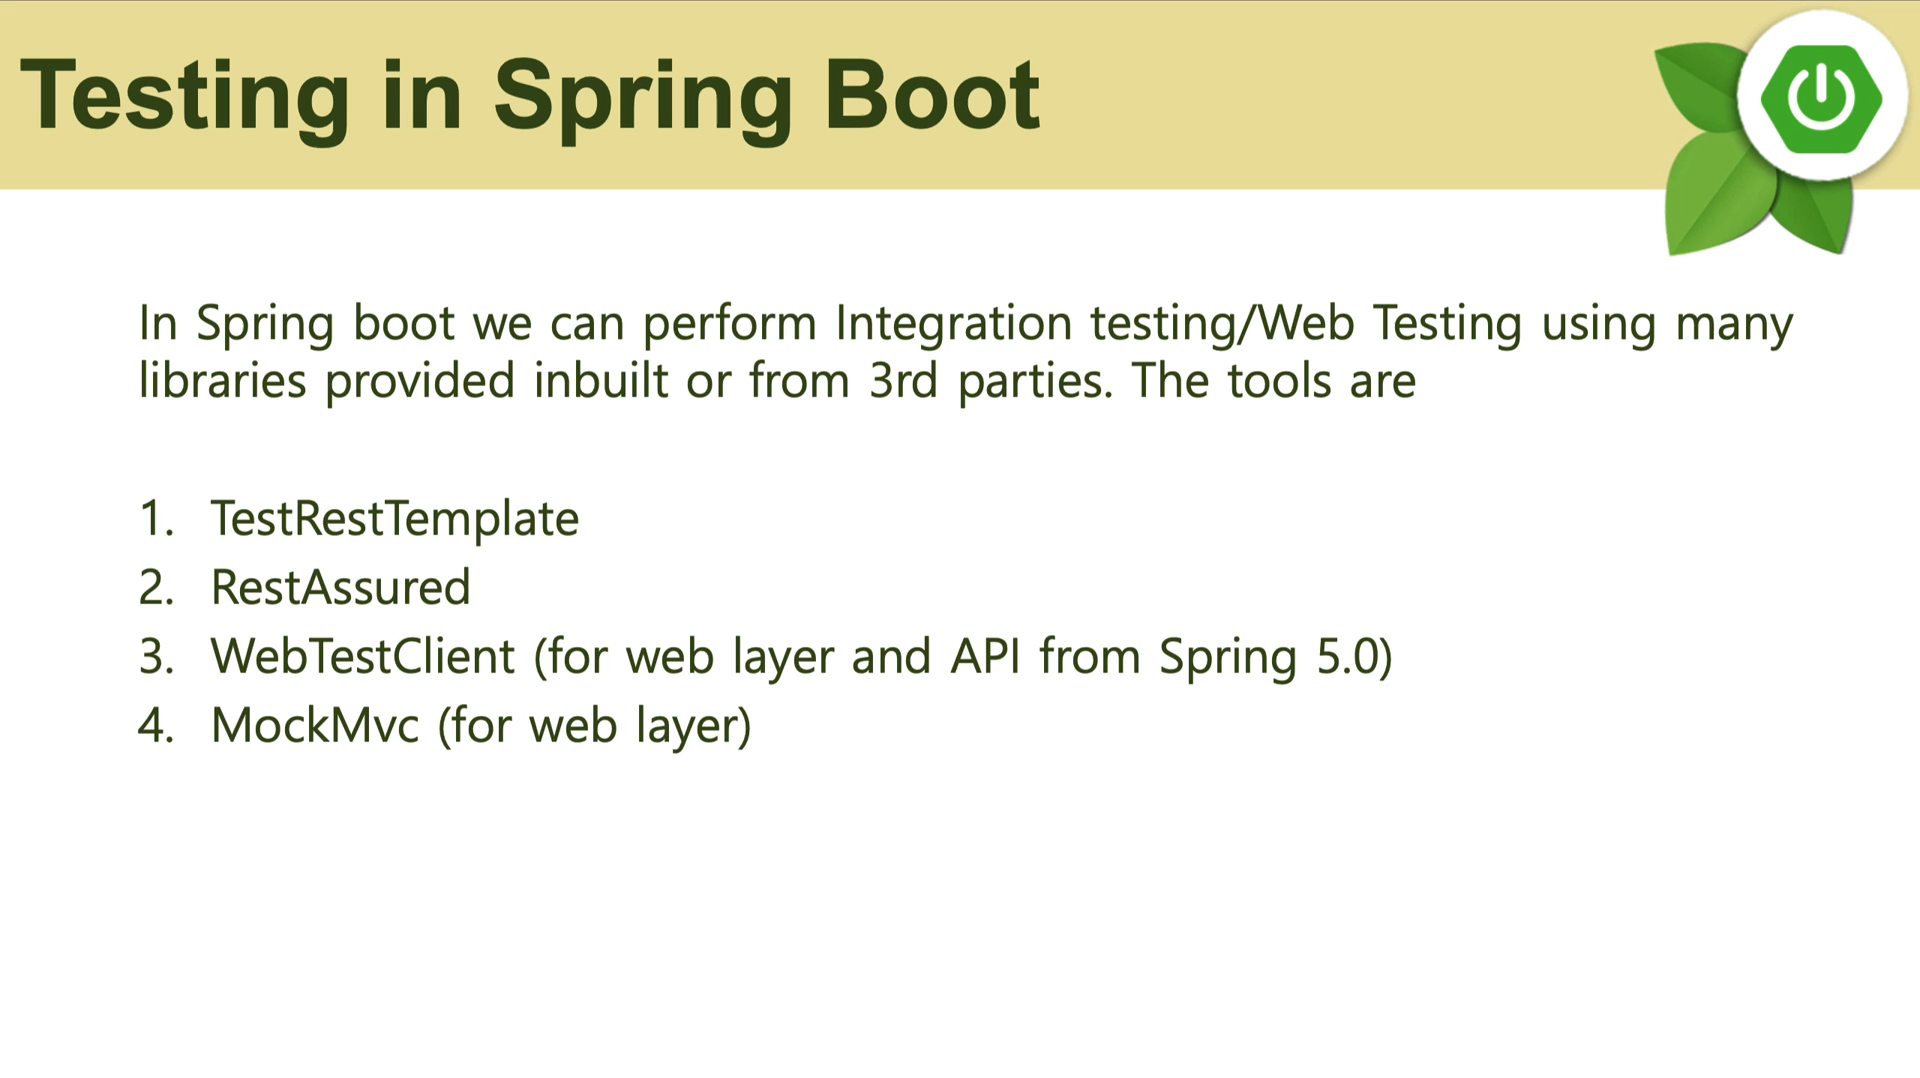 Testing in Spring Boot
In Spring boot we can perform Integration testing/Web Testing using many
libraries provided inbuilt or from 3rd parties. The tools are
1. TestRestTemplate
2. RestAssured
3. WebTestClient (for web layer and API from Spring 5.0)
4. MockMvc (for web layer)